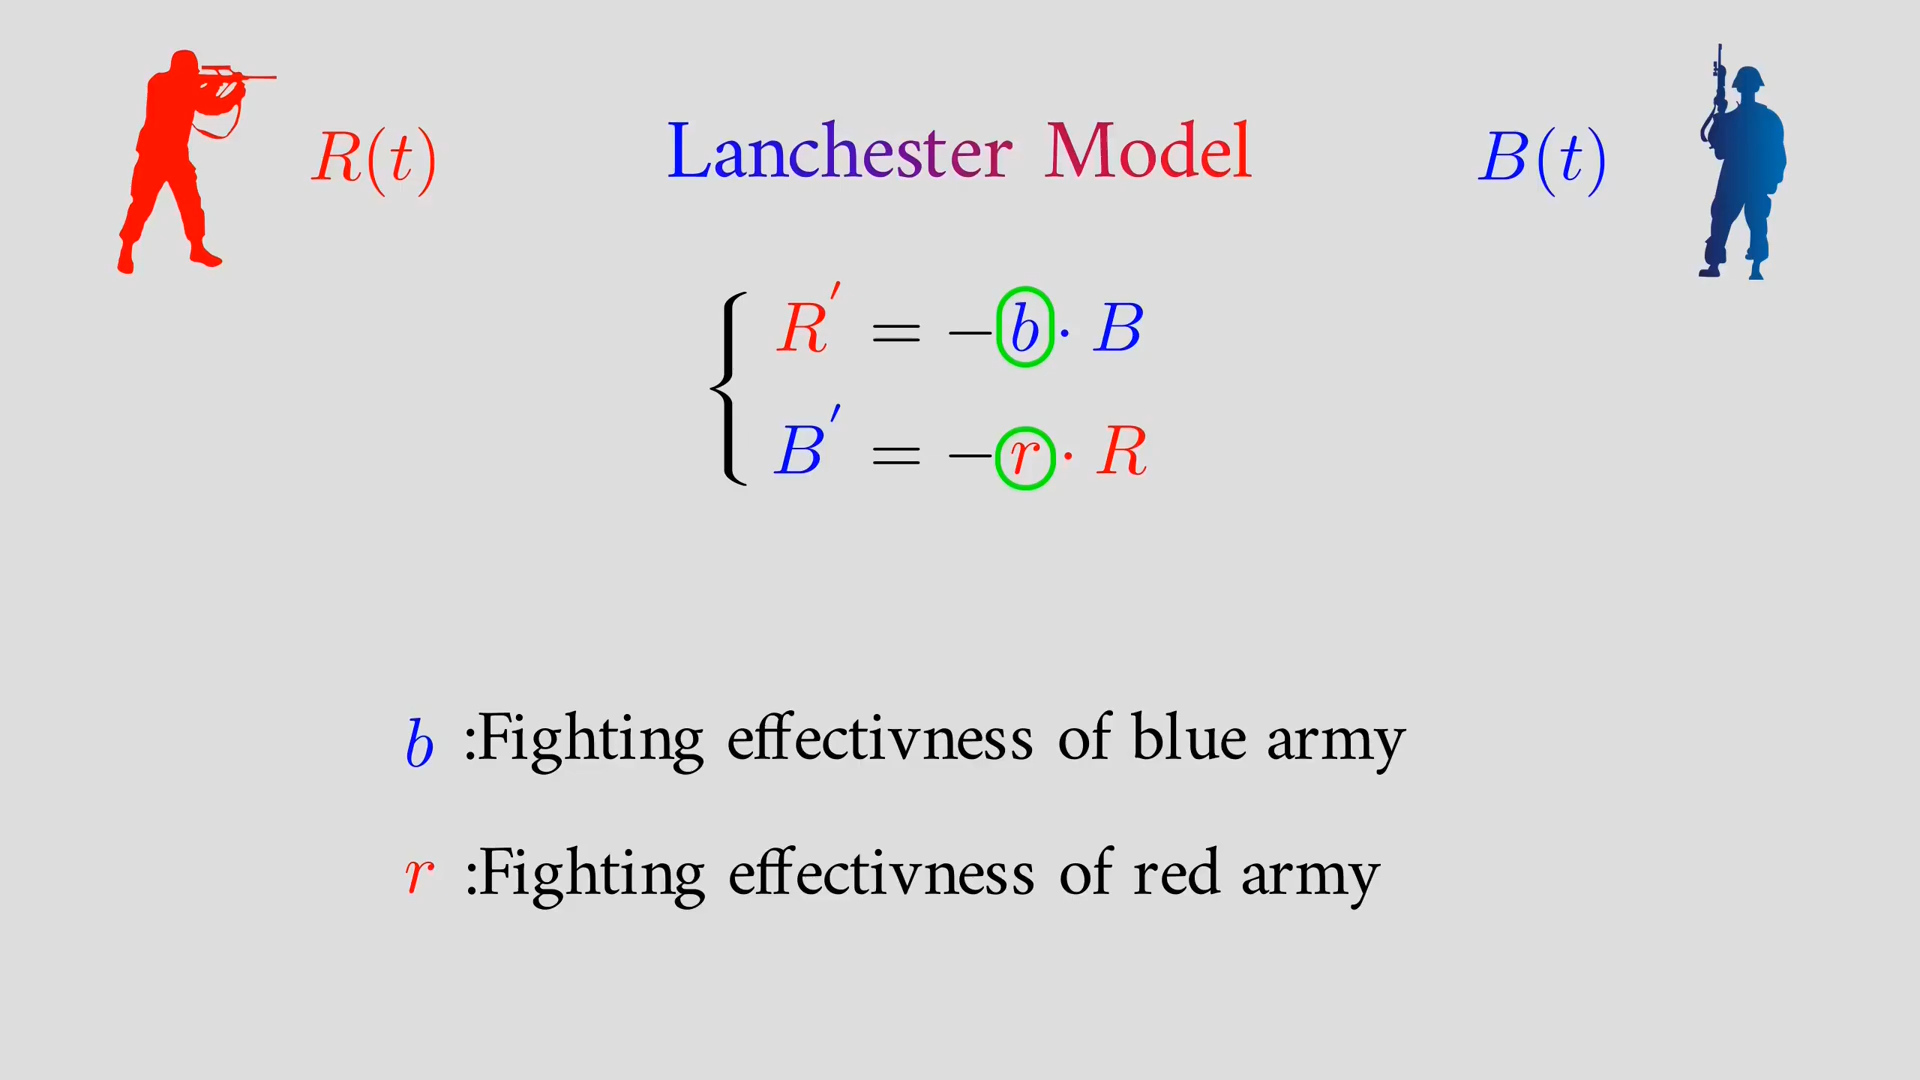 R(t) Lanchester Model B(t)
R′ = −b · B
B′ = −r · R
b :Fighting effectivness of blue army
r :Fighting effectivness of red army